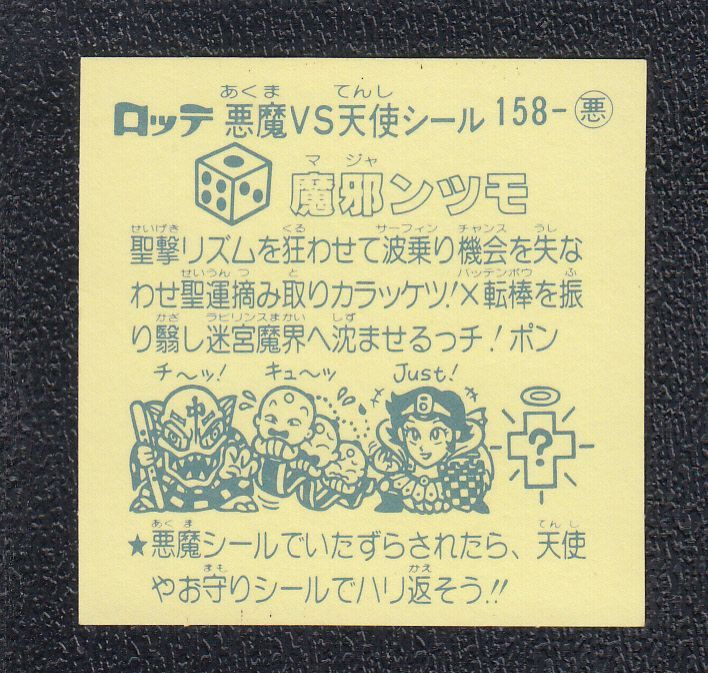 ロッテ 悪魔VS天使シール 158-悪
あくま てんし
魔邪ンツモ
マ ジャ
聖撃リズムを狂わせて波乗り機会を失な
せいげき くる サーフィン チャンス うし
わせ聖運摘み取りカラッケツ!×転棒を振
せいうんつ と バッテンボウ ふ
り翳し迷宮魔界へ沈ませるっチ!ポン
かざ ラビリンスまかい しず
チ〜ッ! キュ〜ッ Just!
中 6 ?
★悪魔シールでいたずらされたら、天使
あくま てんし
やお守りシールでハリ返そう!!
まも かえ